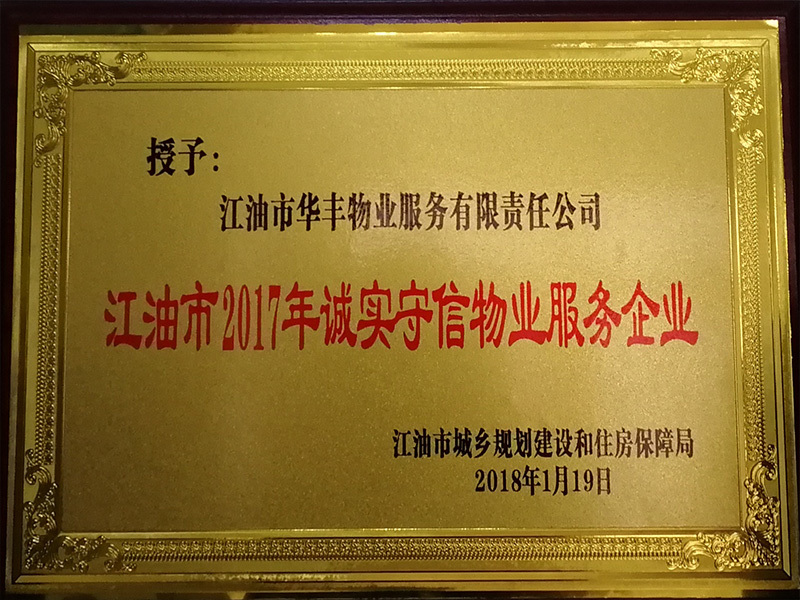 授予：
江油市华丰物业服务有限责任公司
江油市2017年诚实守信物业服务企业
江油市城乡规划建设和住房保障局
2018年1月19日